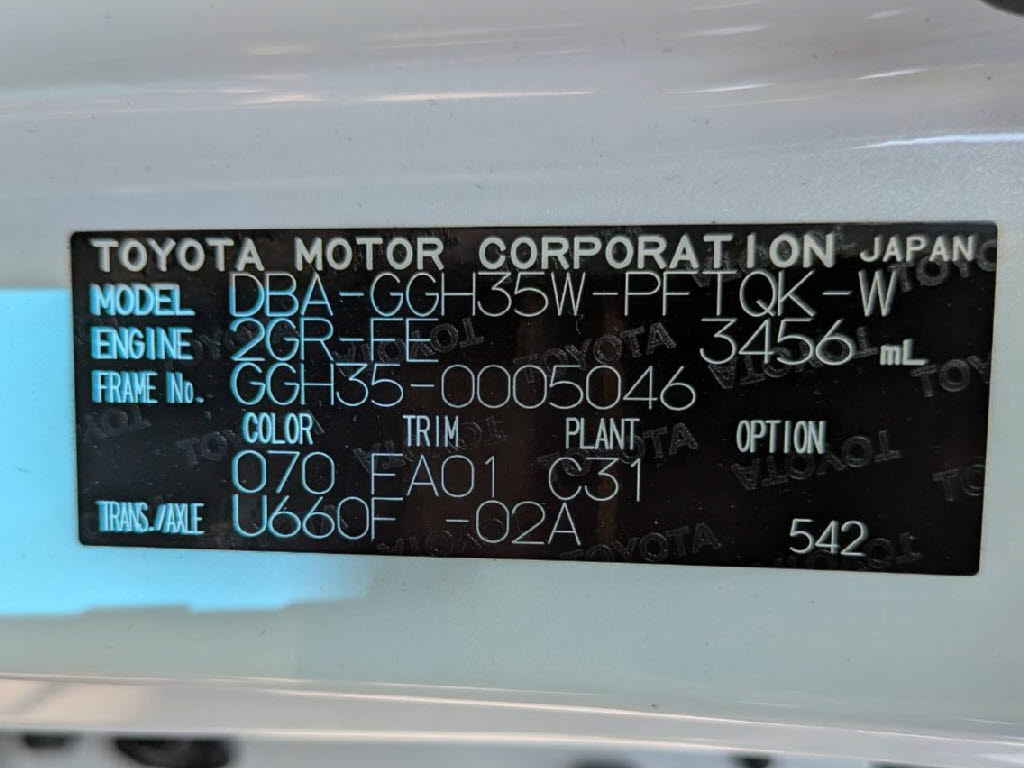 TOYOTA MOTOR CORPORATION JAPAN
MODEL DBA-GGH35W-PFTQK-W
ENGINE 2GR-FE 3456 mL
FRAME No. GGH35-0005046
COLOR TRIM PLANT OPTION
070 FA01 C31
TRANS./AXLE U660F -02A 542